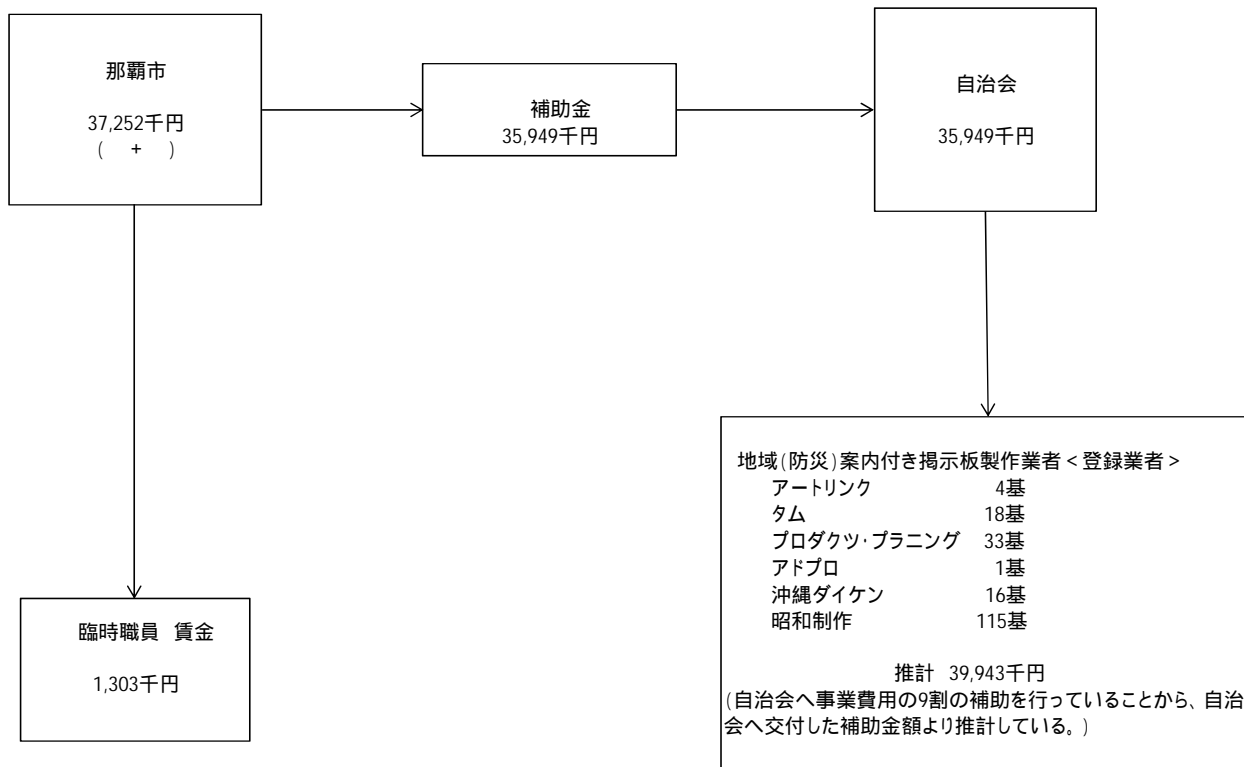 那覇市
37,252千円
(　+　)
補助金
35,949千円
自治会
35,949千円
臨時職員 賃金
1,303千円
地域(防災)案内付き掲示板製作業者<登録業者>
アートリンク 4基
タム 18基
プロダクツ・プラニング 33基
アドプロ 1基
沖縄ダイケン 16基
昭和制作 115基
推計 39,943千円
(自治会へ事業費用の9割の補助を行っていることから、自治
会へ交付した補助金額より推計している。)